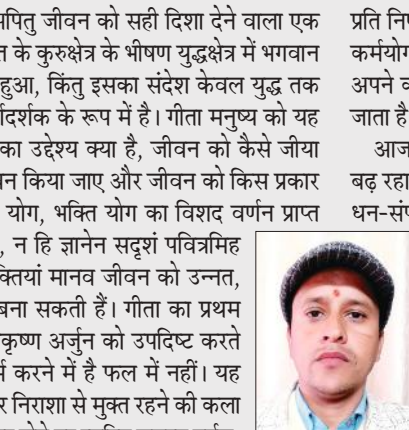 अपितु जीवन को सही दिशा देने वाला एक
त के कुरुक्षेत्र के भीषण युद्धक्षेत्र में भगवान
हुआ, किंतु इसका संदेश केवल युद्ध तक
र्गदर्शक के रूप में है। गीता मनुष्य को यह
का उद्देश्य क्या है, जीवन को कैसे जीया
न किया जाए और जीवन को किस प्रकार
योग, भक्ति योग का विशद वर्णन प्राप्त
, न हि ज्ञानेन सदृशं पवित्रमिह
क्तियां मानव जीवन को उन्नत,
बना सकती हैं। गीता का प्रथम
कृष्ण अर्जुन को उपदिष्ट करते
र्म करने में है फल में नहीं। यह
र निराशा से मुक्त रहने की कला
प्रति
कर्मयोग
अपने
जाता है
आज
बढ़ रहा